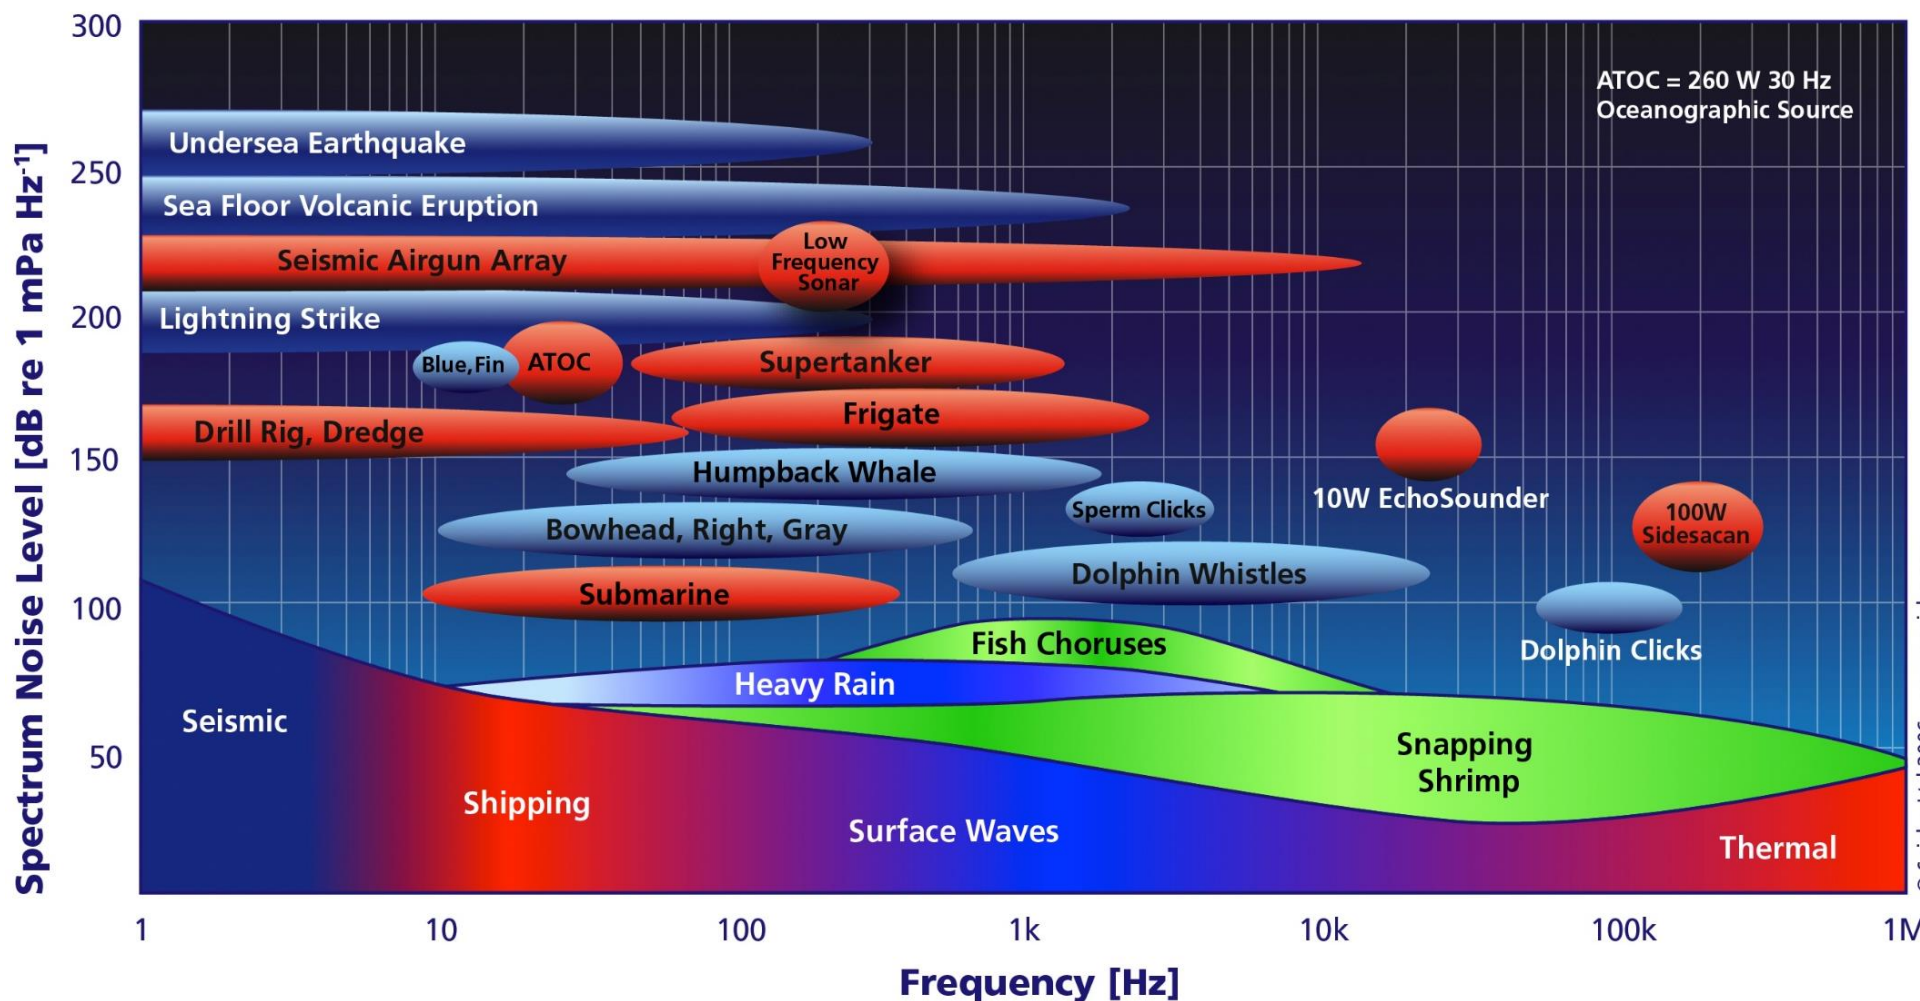 300
250
200
150
100
50
Spectrum Noise Level [dB re 1 mPa Hz⁻¹]
ATOC = 260 W 30 Hz
Oceanographic Source
Undersea Earthquake
Sea Floor Volcanic Eruption
Seismic Airgun Array
Low
Frequency
Sonar
Lightning Strike
Blue,Fin
ATOC
Supertanker
Frigate
Drill Rig, Dredge
Humpback Whale
10W EchoSounder
Sperm Clicks
100W
Sidesacan
Bowhead, Right, Gray
Dolphin Whistles
Submarine
Dolphin Clicks
Fish Choruses
Heavy Rain
Seismic
Snapping
Shrimp
Shipping
Surface Waves
Thermal
1
10
100
1k
10k
100k
1M
Frequency [Hz]